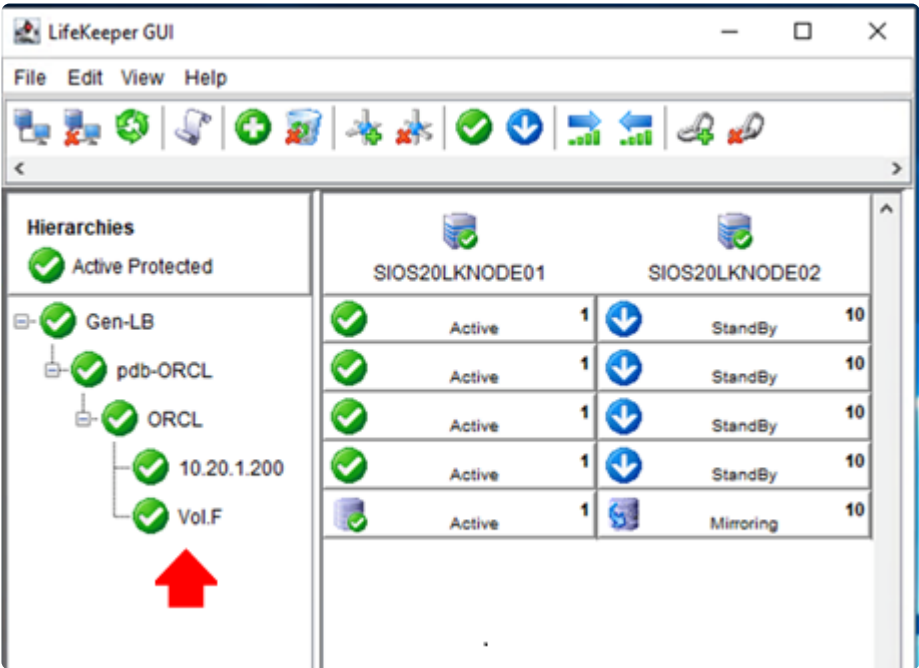 LifeKeeper GUI
File Edit View Help
Hierarchies
Active Protected
SIOS20LKNODE01 SIOS20LKNODE02
Gen-LB Active 1 StandBy 10
pdb-ORCL Active 1 StandBy 10
ORCL Active 1 StandBy 10
10.20.1.200 Active 1 StandBy 10
Vol.F Active 1 Mirroring 10